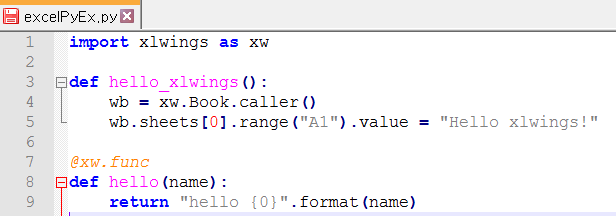 excelPyEx.py
1 import xlwings as xw
2
3 def hello_xlwings():
4     wb = xw.Book.caller()
5     wb.sheets[0].range("A1").value = "Hello xlwings!"
6
7 @xw.func
8 def hello(name):
9     return "hello {0}".format(name)